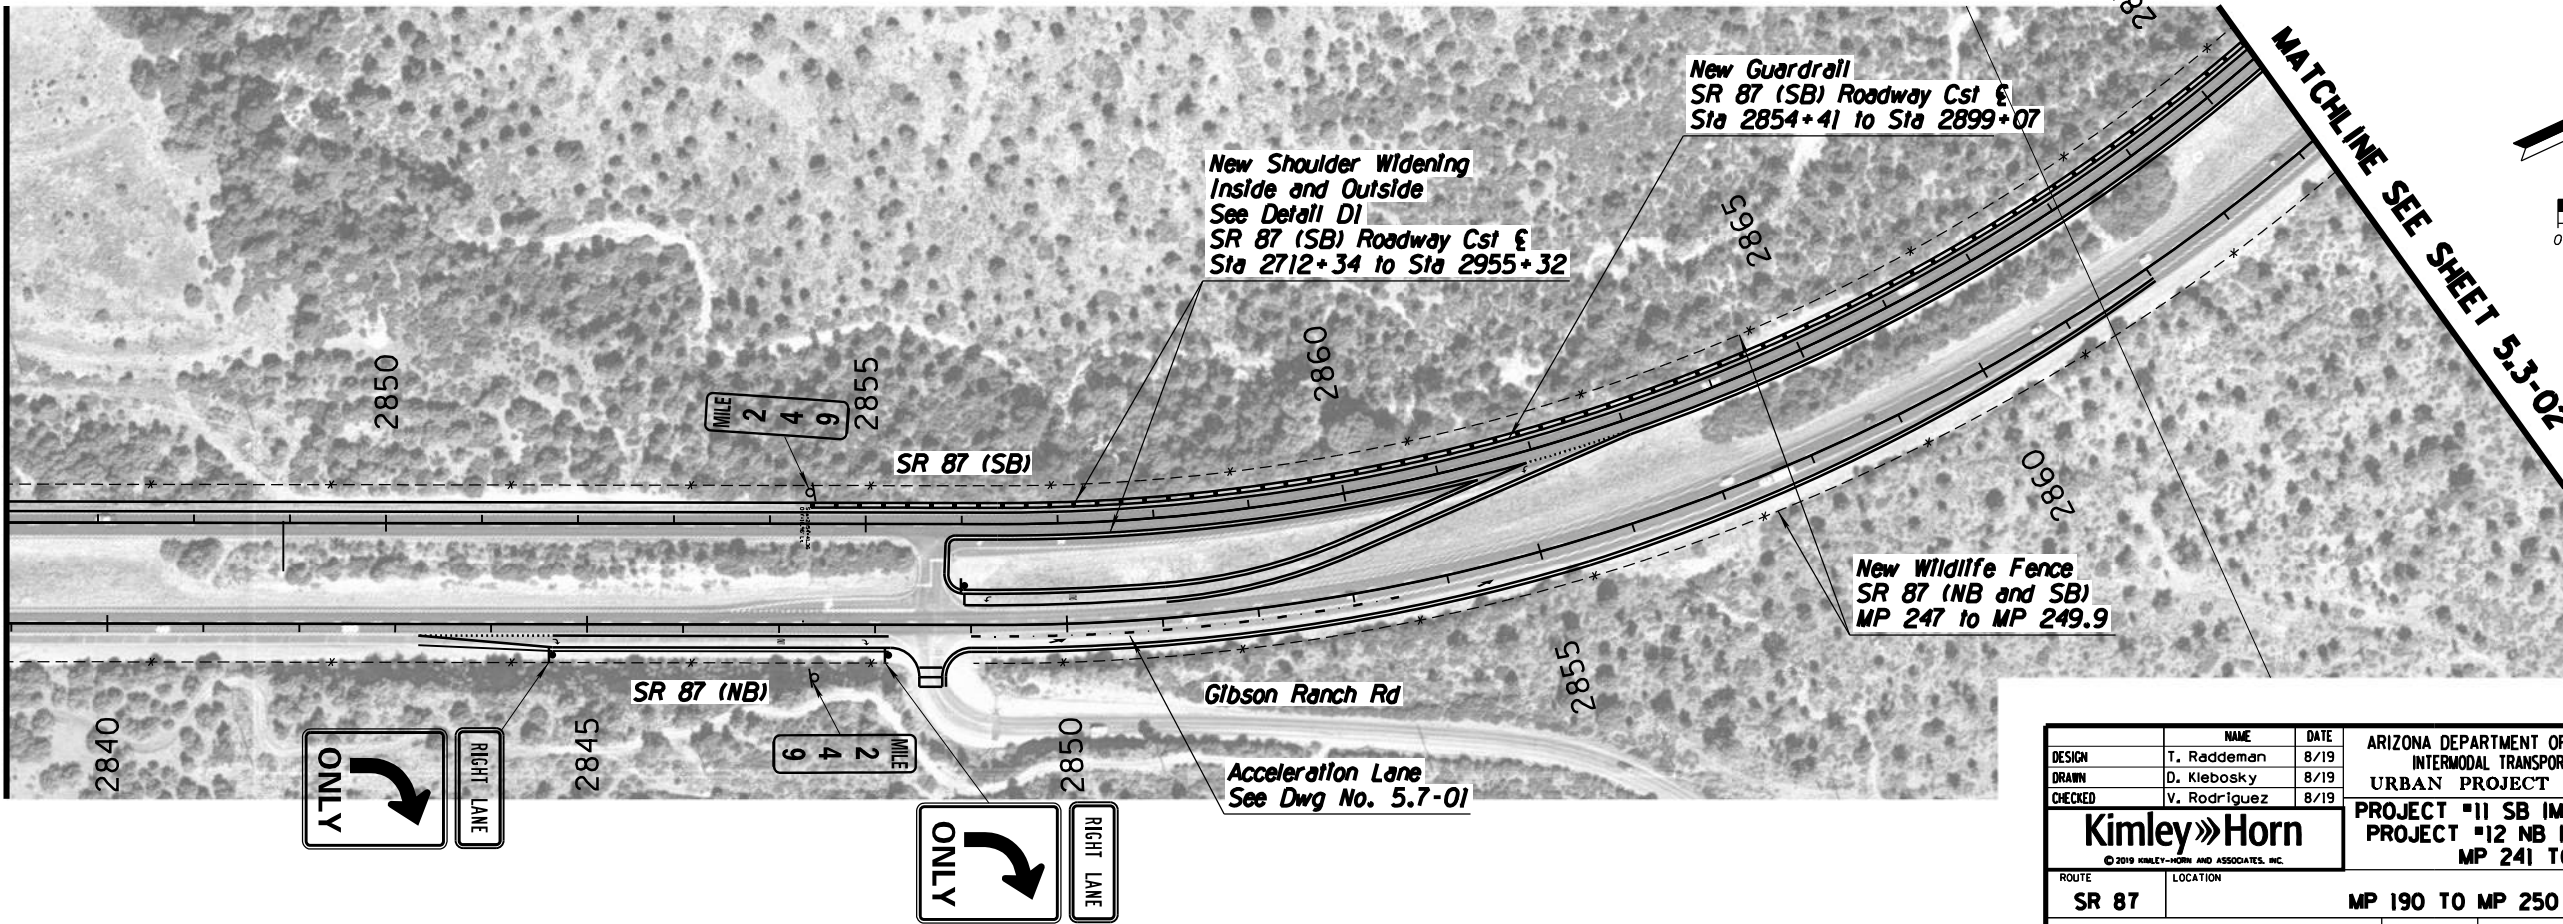 New Guardrail
SR 87 (SB) Roadway Cst ℄
Sta 2854+41 to Sta 2899+07
MATCHLINE SEE SHEET 5.3-02
New Shoulder Widening
Inside and Outside
See Detail D1
SR 87 (SB) Roadway Cst ℄
Sta 2712+34 to Sta 2955+32
2865
2850
2855
2860
MILE
2
4
9
SR 87 (SB)
2860
New Wildlife Fence
SR 87 (NB and SB)
MP 247 to MP 249.9
2855
SR 87 (NB)
Gibson Ranch Rd
2840
ONLY
RIGHT LANE
2845
MILE
2
4
9
2850
Acceleration Lane
See Dwg No. 5.7-01
ONLY
RIGHT LANE
0
NAME DATE
DESIGN T. Raddeman 8/19
DRAWN D. Klebosky 8/19
CHECKED V. Rodriguez 8/19
ARIZONA DEPARTMENT OF
INTERMODAL TRANSPOR
URBAN PROJECT
PROJECT #11 SB IM
PROJECT #12 NB
MP 241 TO
Kimley»Horn
© 2019 KIMLEY-HORN AND ASSOCIATES, INC.
ROUTE
SR 87
LOCATION
MP 190 TO MP 250